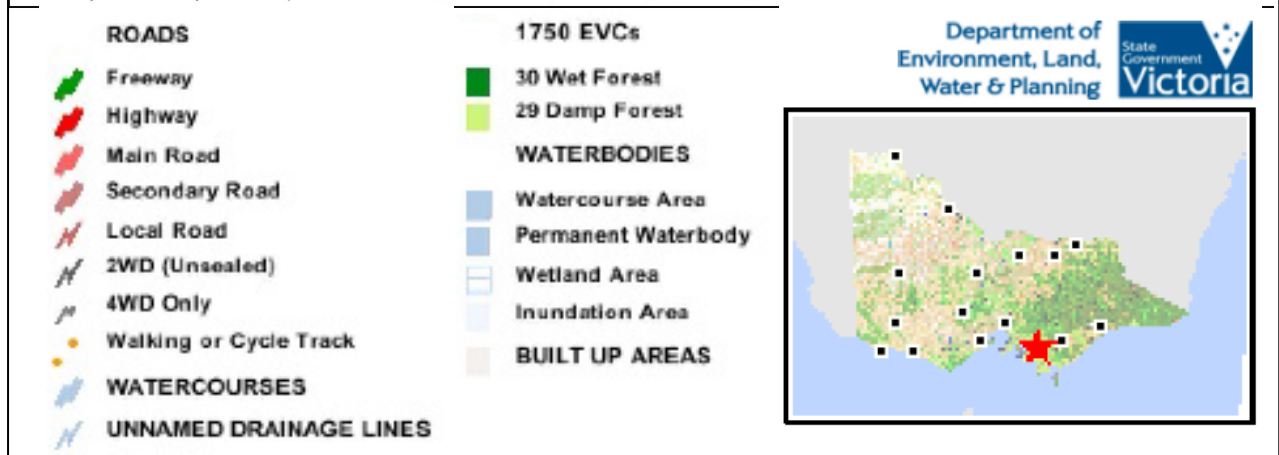 ROADS
Freeway
Highway
Main Road
Secondary Road
Local Road
2WD (Unsealed)
4WD Only
Walking or Cycle Track
WATERCOURSES
UNNAMED DRAINAGE LINES
1750 EVCs
30 Wet Forest
29 Damp Forest
WATERBODIES
Watercourse Area
Permanent Waterbody
Wetland Area
Inundation Area
BUILT UP AREAS
Department of
Environment, Land,
Water & Planning
State
Government
Victoria